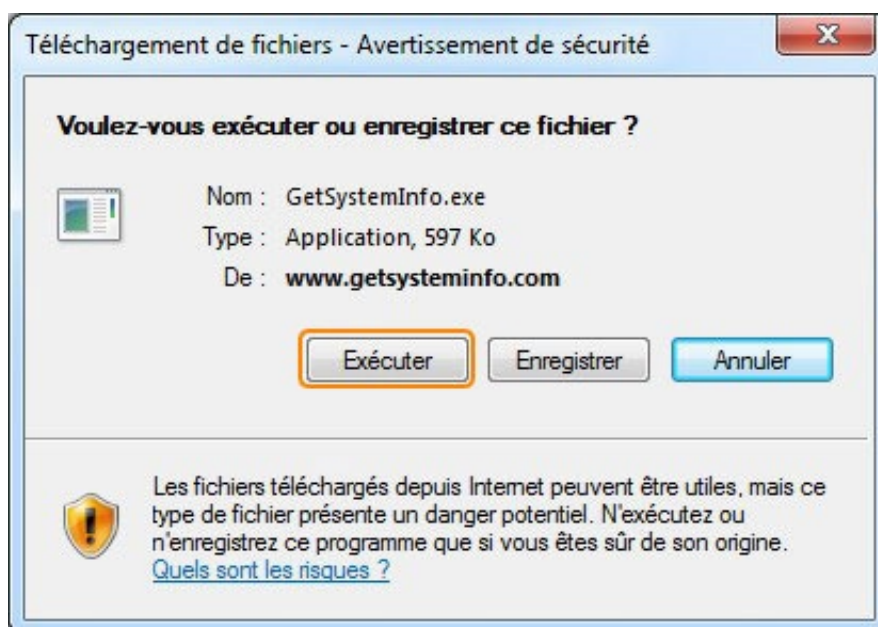 Téléchargement de fichiers - Avertissement de sécurité
Voulez-vous exécuter ou enregistrer ce fichier ?
Nom : GetSystemInfo.exe
Type : Application, 597 Ko
De : www.getsysteminfo.com
Exécuter Enregistrer Annuler
Les fichiers téléchargés depuis Internet peuvent être utiles, mais ce
type de fichier présente un danger potentiel. N'exécutez ou
n'enregistrez ce programme que si vous êtes sûr de son origine.
Quels sont les risques ?